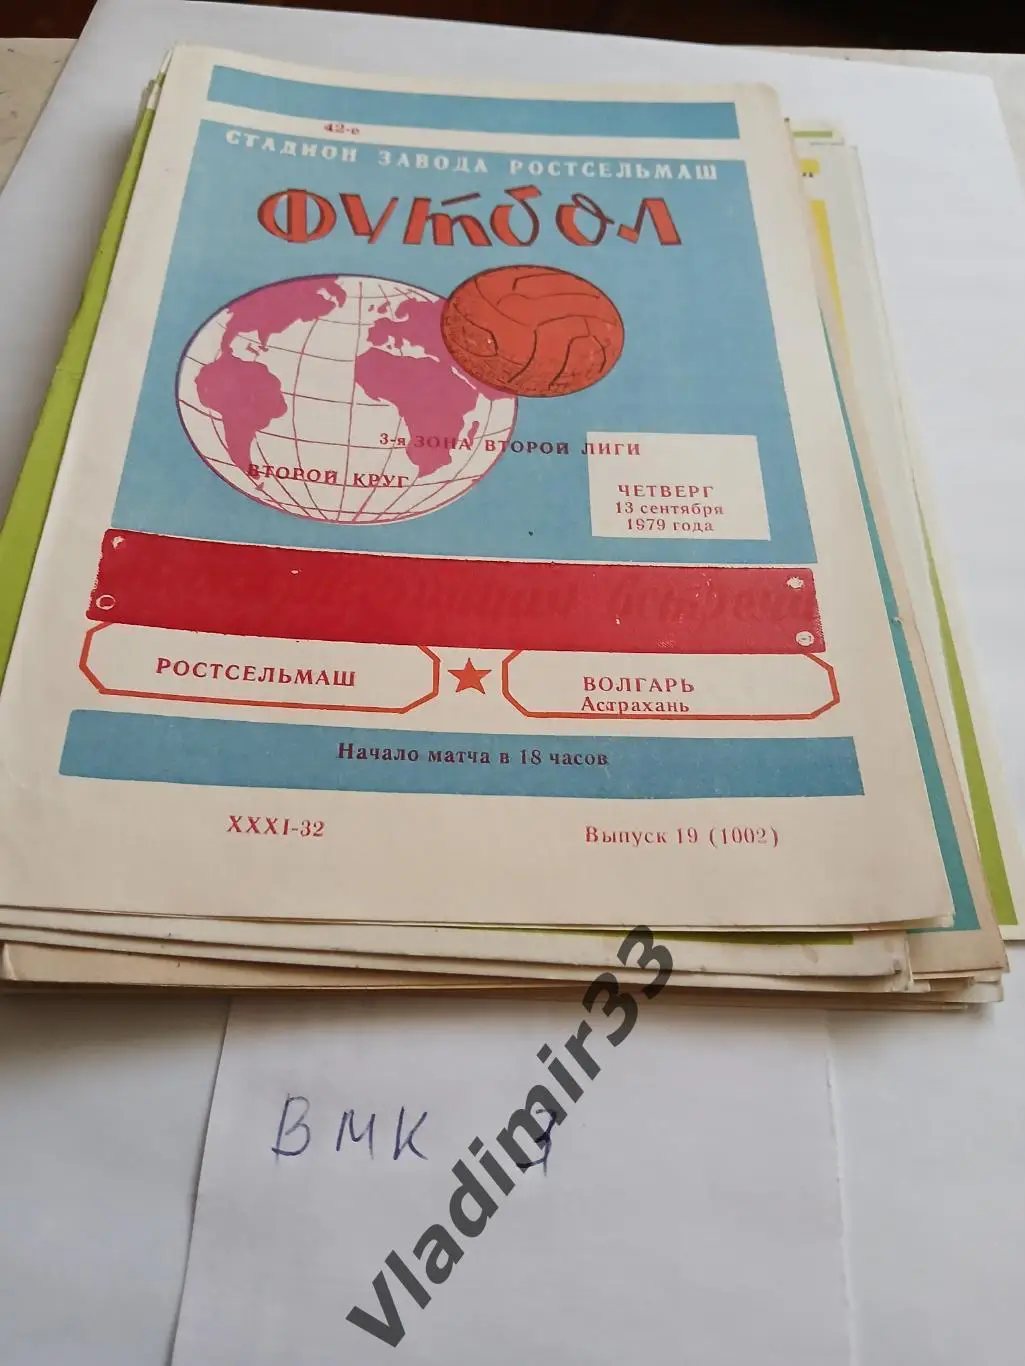 42-е
СТАДИОН ЗАВОДА РОСТСЕЛЬМАШ
ФУТБОЛ
3-я ЗОНА ВТОРОЙ ЛИГИ
ВТОРОЙ КРУГ
ЧЕТВЕРГ
13 сентября
1979 года
РОСТСЕЛЬМАШ
ВОЛГАРЬ
Астрахань
Начало матча в 18 часов
XXXI-32
Выпуск 19 (1002)
ВМК
Vladimir33